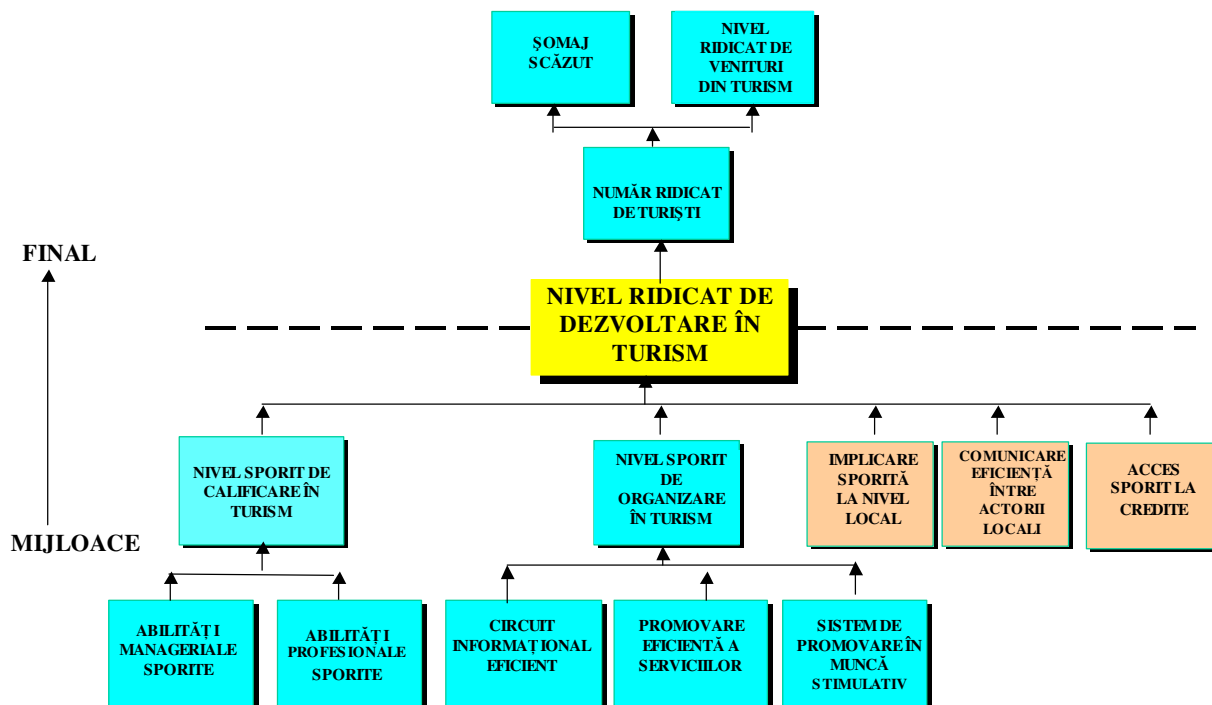 ŞOMAJ
SCĂZUT
NIVEL
RIDICAT DE
VENITURI
DIN TURISM
NUMĂR RIDICAT
DE TURIŞTI
FINAL
NIVEL RIDICAT DE
DEZVOLTARE ÎN
TURISM
NIVEL SPORIT DE
CALIFICARE ÎN
TURISM
NIVEL SPORIT
DE
ORGANIZARE
ÎN TURISM
IMPLICARE
SPORITĂ
LA NIVEL
LOCAL
COMUNICARE
EFICIENŢĂ
ÎNTRE
ACTORII
LOCALI
ACCES
SPORIT LA
CREDITE
MIJLOACE
ABILITĂŢ I
MANAGERIALE
SPORITE
ABILITĂŢ I
PROFESIONALE
SPORITE
CIRCUIT
INFORMAŢIONAL
EFICIENT
PROMOVARE
EFICIENTĂ A
SERVICIILOR
SISTEM DE
PROMOVARE ÎN
MUNCĂ
STIMULATIV